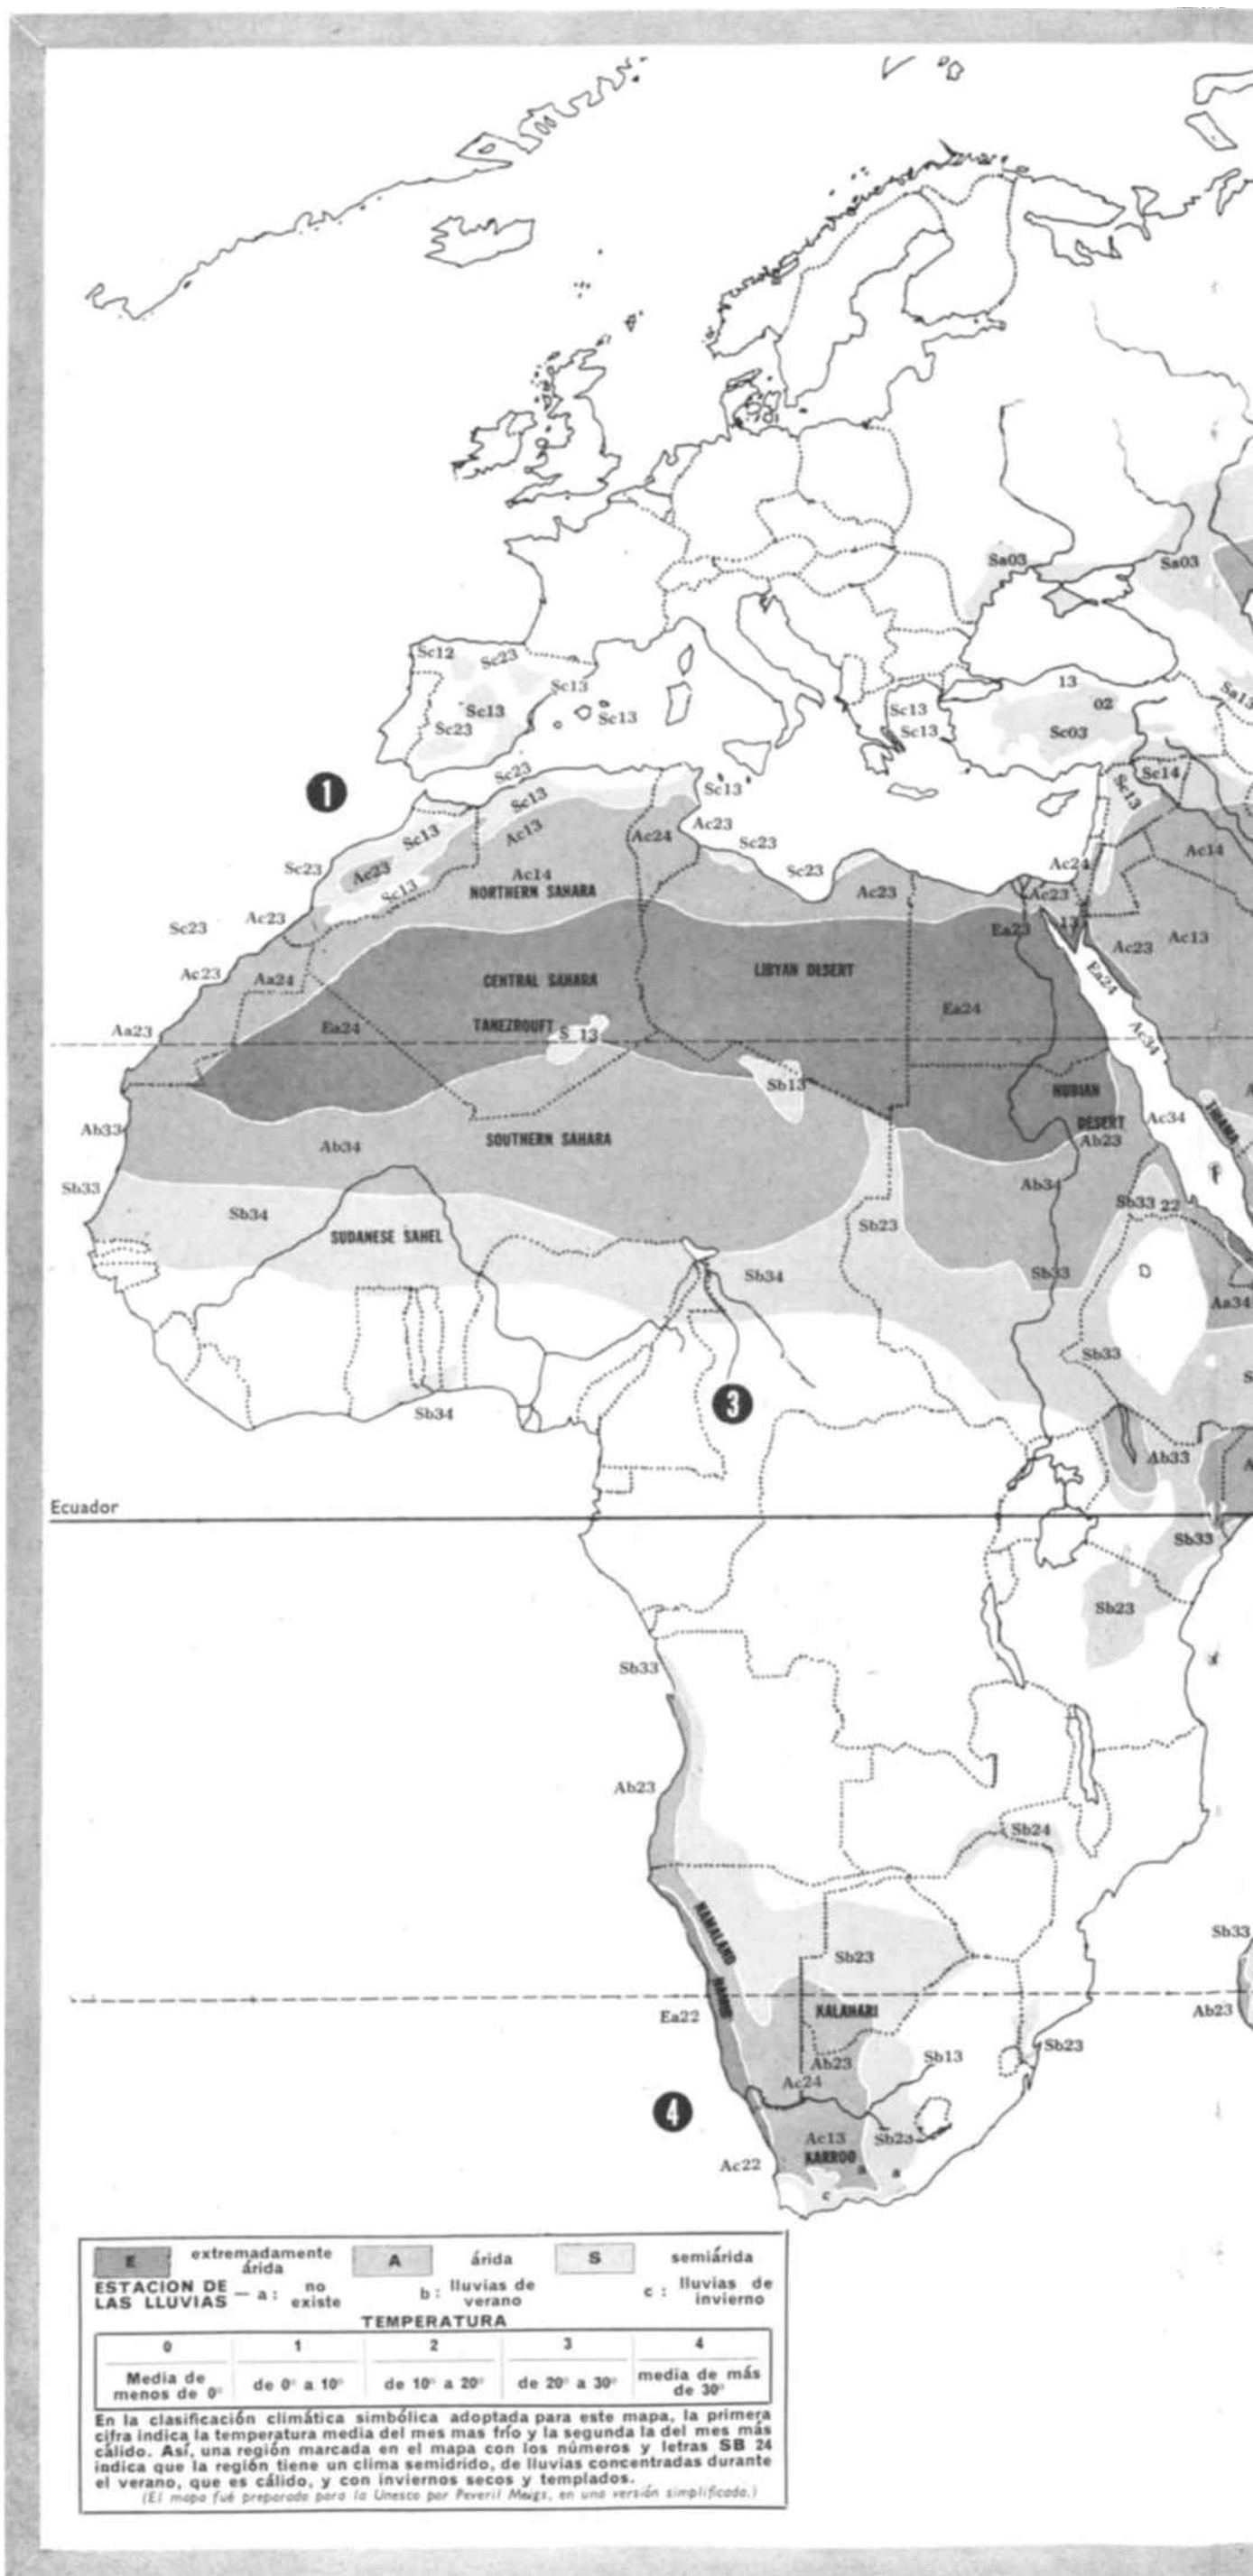 Sa03
Sa03
Sc12
Sc23
Sc13
13
Sa13
Sc13
Sc23
Sc13
Sc13
Sc13
02
Sc03
1
Sc23
Sc13
Sc13
Sc14
Sc13
Sc13
Ac13
Ac24
Ac23
Sc23
Ac14
Sc23
Ac23
Sc13
Ac14
NORTHERN SAHARA
Sc23
Ac23
Ac24
Ac23
Sc23
Ac23
Ea23
13
Ac23
Ac13
Ac23
Aa24
CENTRAL SAHARA
LIBYAN DESERT
Ea24
Aa23
Ea24
TANEZROUFT
S 13
Ea24
Ac34
Sb13
NUBIAN
DESERT
Ac34
TIHAMA
Ab33
Ab34
SOUTHERN SAHARA
Ab23
Sb33
Sb34
Ab34
Sb33 22
SUDANESE SAHEL
Sb23
Sb34
Sb33
Aa34
Sb33
S
3
Sb34
Ab33
A
Ecuador
Sb33
Sb23
Sb33
Ab23
Sb24
NAMALAND
NAMIB
Sb23
Sb33
Ea22
KALAHARI
Ab23
Ab23
Sb13
Sb23
Ac24
4
Ac13
Sb23
KARROO
Ac22
a
a
c
E extremadamente árida A árida S semiárida
ESTACION DE LAS LLUVIAS — a : no existe b : lluvias de verano c : lluvias de invierno
TEMPERATURA
0 1 2 3 4
Media de menos de 0° de 0° a 10° de 10° a 20° de 20° a 30° media de más de 30°
En la clasificación climática simbólica adoptada para este mapa, la primera
cifra indica la temperatura media del mes mas frío y la segunda la del mes más
cálido. Así, una región marcada en el mapa con los números y letras SB 24
indica que la región tiene un clima semidrido, de lluvias concentradas durante
el verano, que es cálido, y con inviernos secos y templados.
(El mapa fué preparado para la Unesco por Peveril Meigs, en una versión simplificada.)